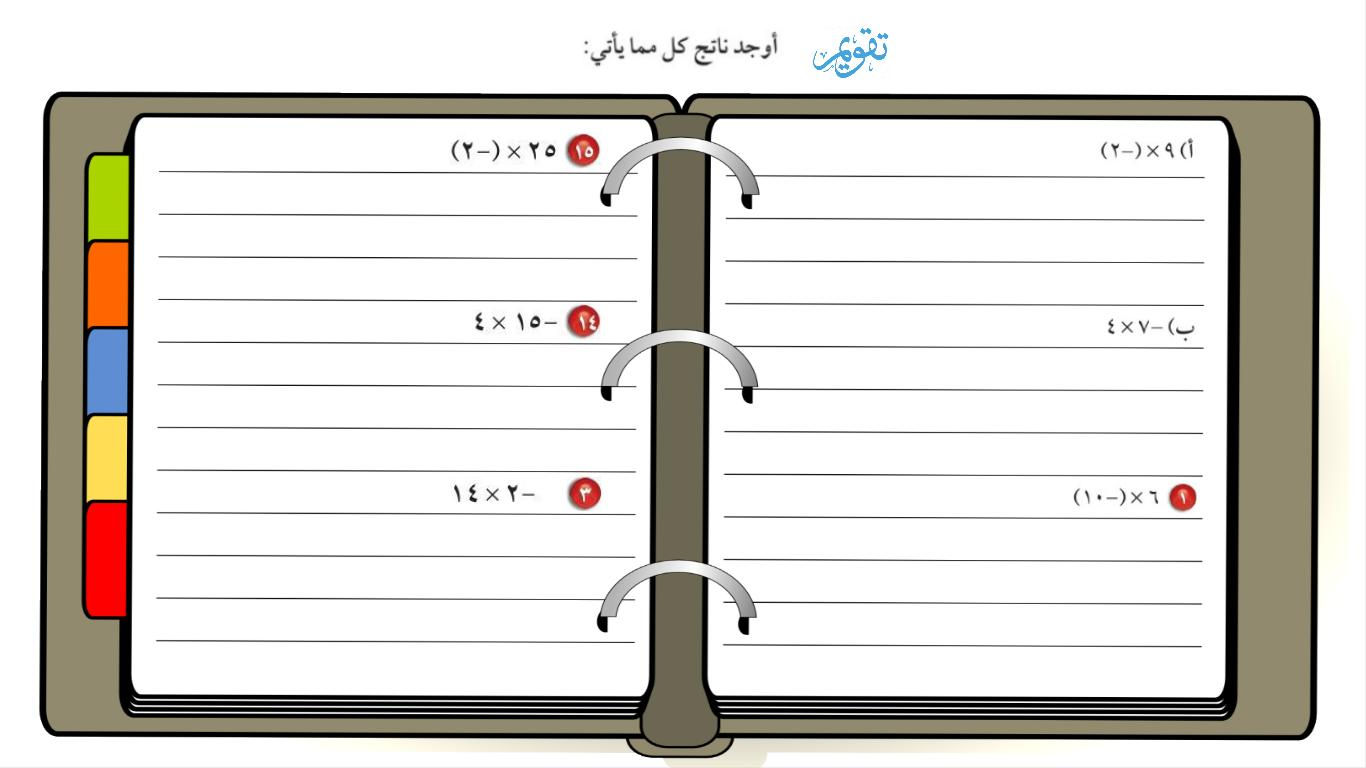 تقويم
أوجد ناتج كل مما يأتي:
أ) ٩ × (–٢)
ب) –٧ × ٤
١ ٦ × (–١٠)
١٥ ٢٥ × (–٢)
١٤ –١٥ × ٤
٣ –٢ × ١٤